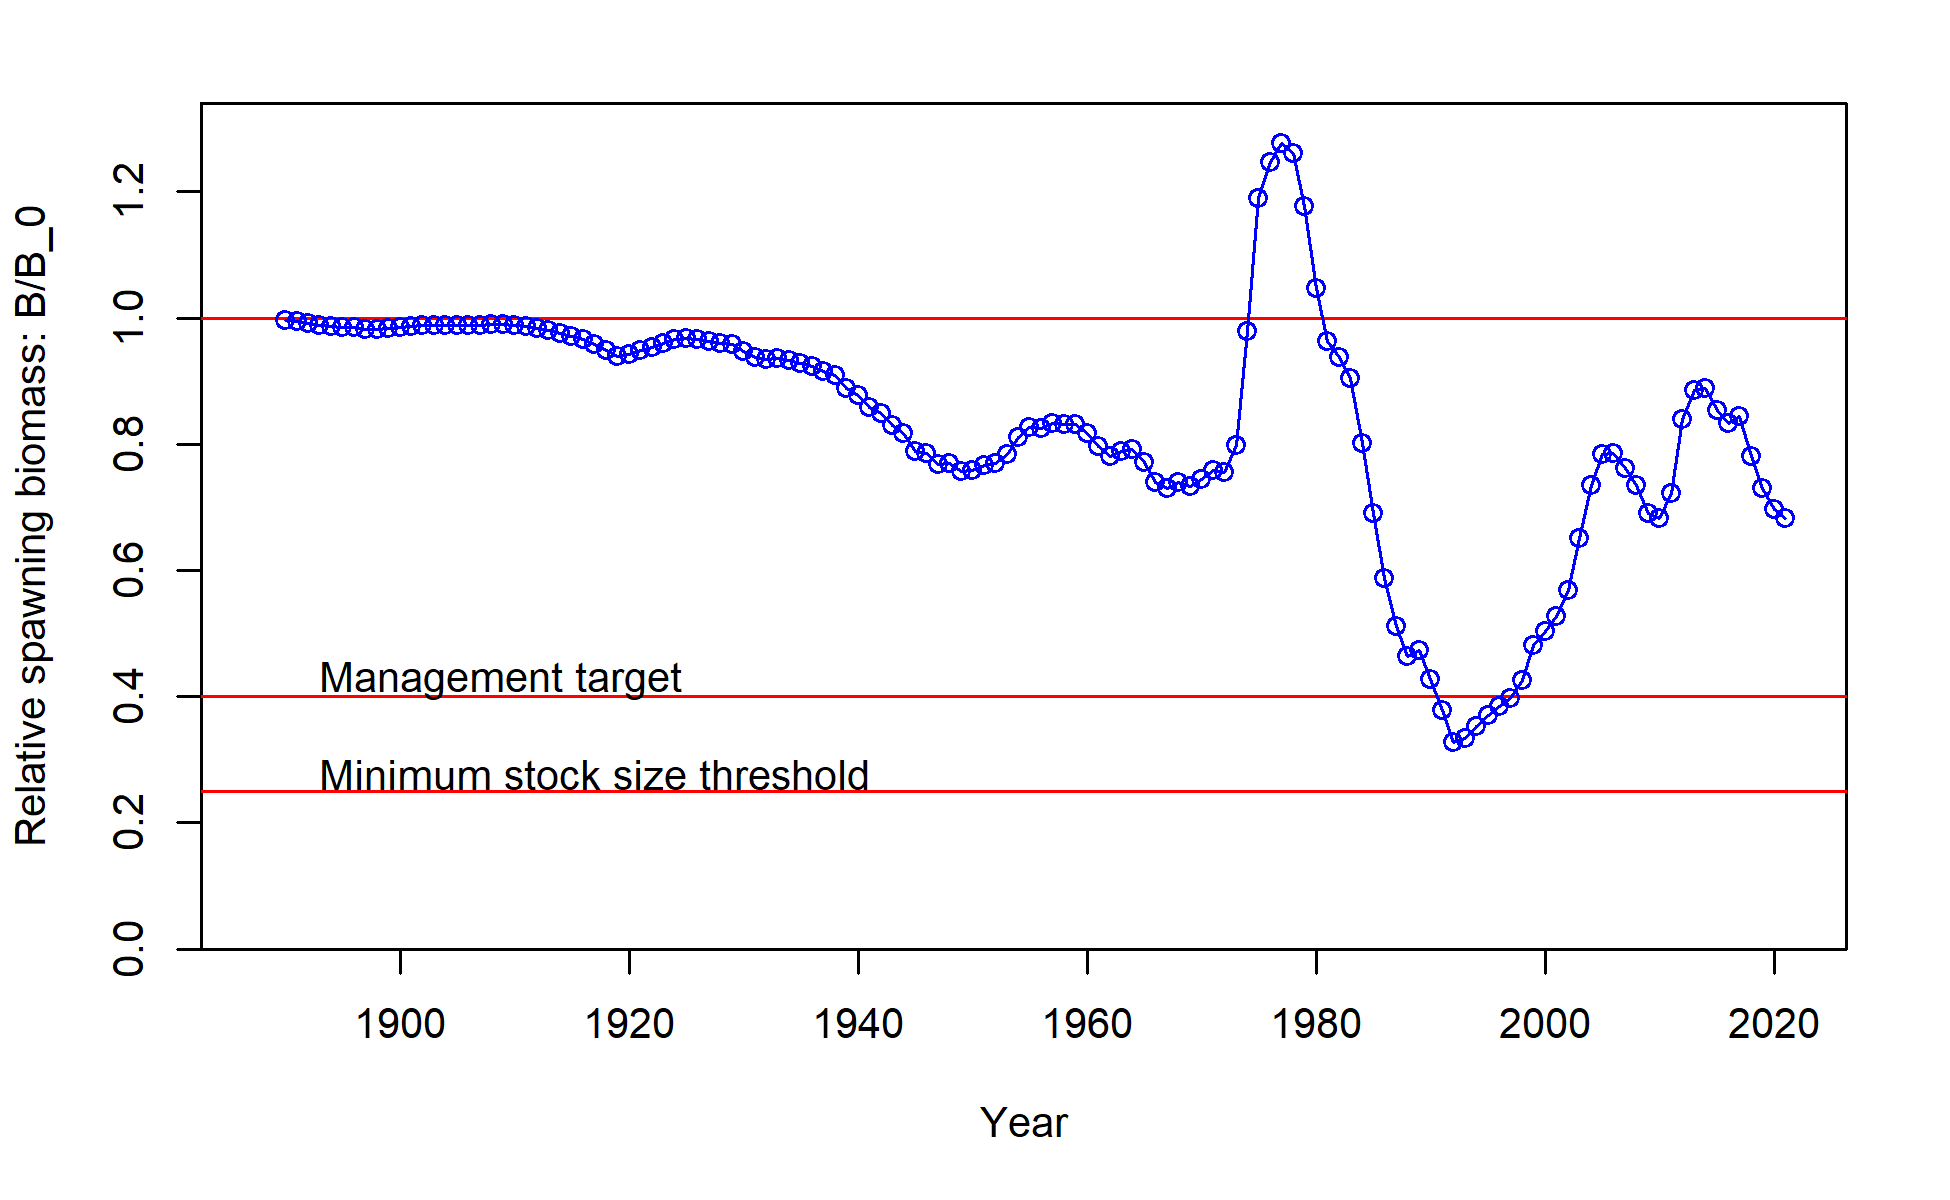 Relative spawning biomass: B/B_0
1.2
1.0
0.8
0.6
0.4
0.2
0.0
Management target
Minimum stock size threshold
1900 1920 1940 1960 1980 2000 2020
Year